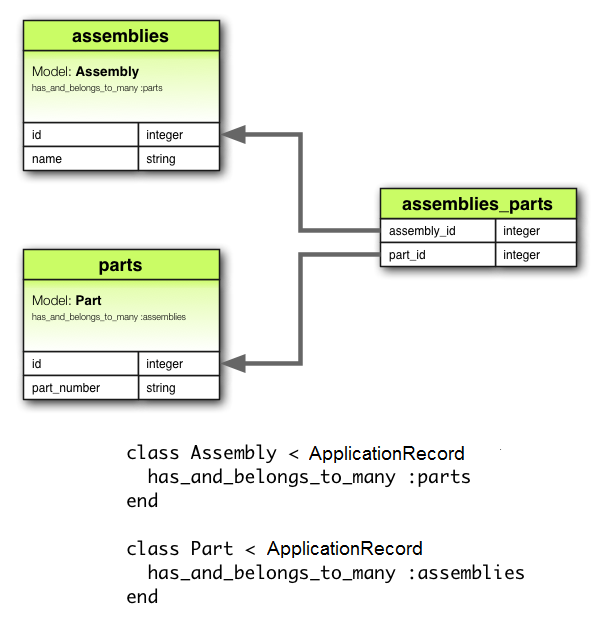 assemblies
Model: Assembly
has_and_belongs_to_many :parts
id integer
name string
assemblies_parts
assembly_id integer
part_id integer
parts
Model: Part
has_and_belongs_to_many :assemblies
id integer
part_number string
class Assembly < ApplicationRecord
  has_and_belongs_to_many :parts
end
class Part < ApplicationRecord
  has_and_belongs_to_many :assemblies
end